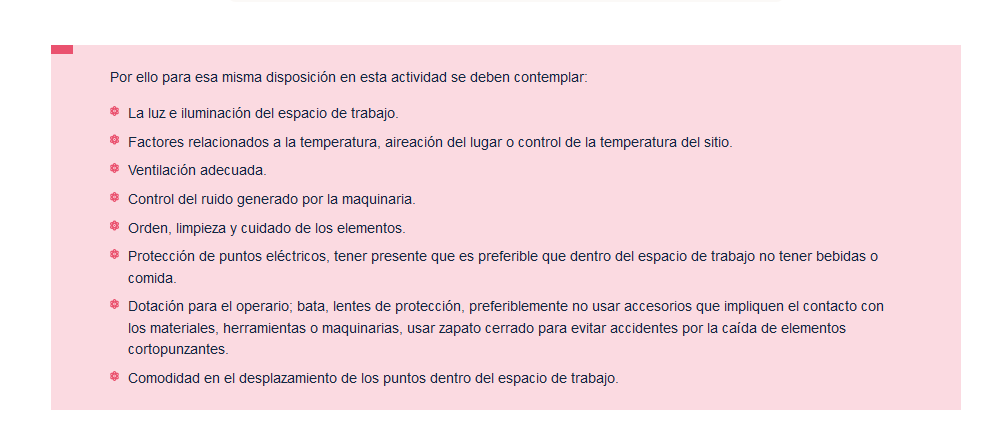 Por ello para esa misma disposición en esta actividad se deben contemplar:
La luz e iluminación del espacio de trabajo.
Factores relacionados a la temperatura, aireación del lugar o control de la temperatura del sitio.
Ventilación adecuada.
Control del ruido generado por la maquinaria.
Orden, limpieza y cuidado de los elementos.
Protección de puntos eléctricos, tener presente que es preferible que dentro del espacio de trabajo no tener bebidas o
comida.
Dotación para el operario; bata, lentes de protección, preferiblemente no usar accesorios que impliquen el contacto con
los materiales, herramientas o maquinarias, usar zapato cerrado para evitar accidentes por la caída de elementos
cortopunzantes.
Comodidad en el desplazamiento de los puntos dentro del espacio de trabajo.